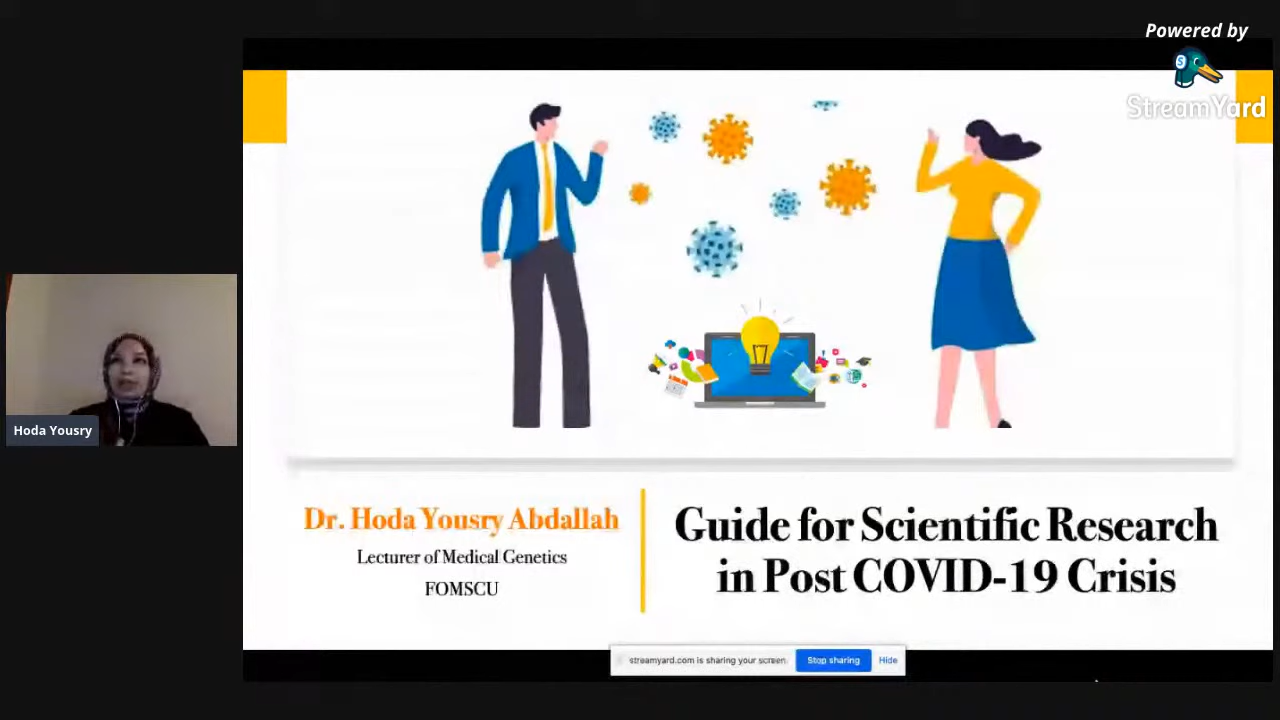 Powered by
StreamYard
Hoda Yousry
Dr. Hoda Yousry Abdallah
Lecturer of Medical Genetics
FOMSCU
Guide for Scientific Research
in Post COVID-19 Crisis
streamyard.com is sharing your screen.
Stop sharing
Hide